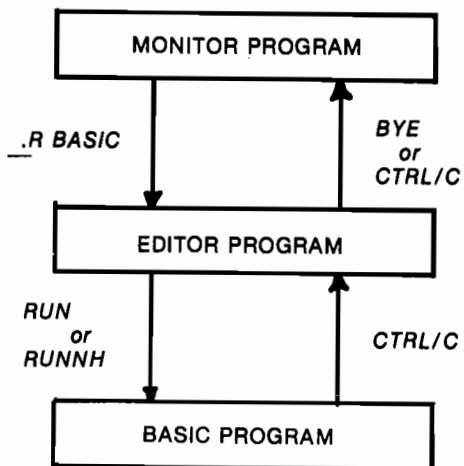 MONITOR PROGRAM
.R BASIC
BYE
or
CTRL/C
EDITOR PROGRAM
RUN
or
RUNNH
CTRL/C
BASIC PROGRAM